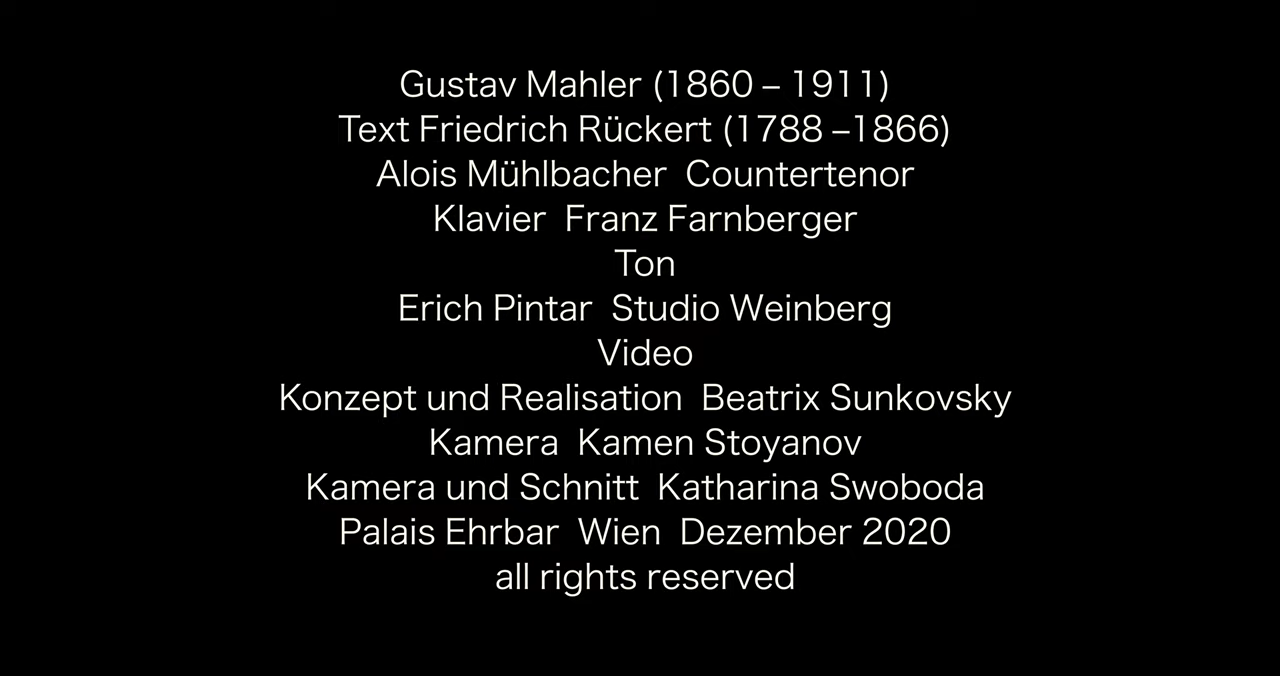 Gustav Mahler (1860 – 1911)
Text Friedrich Rückert (1788 –1866)
Alois Mühlbacher  Countertenor
Klavier  Franz Farnberger
Ton
Erich Pintar  Studio Weinberg
Video
Konzept und Realisation  Beatrix Sunkovsky
Kamera  Kamen Stoyanov
Kamera und Schnitt  Katharina Swoboda
Palais Ehrbar  Wien  Dezember 2020
all rights reserved